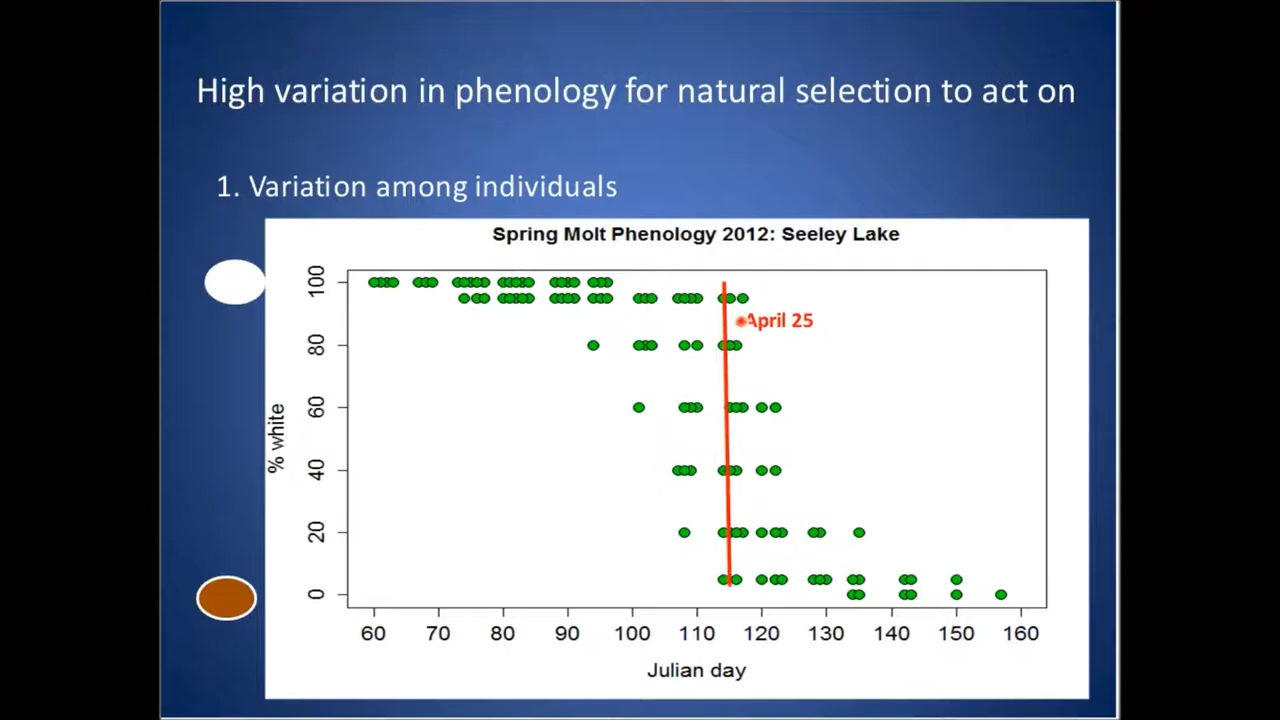 High variation in phenology for natural selection to act on
1. Variation among individuals
Spring Molt Phenology 2012: Seeley Lake
April 25
% white
100
80
60
40
20
0
60 70 80 90 100 110 120 130 140 150 160
Julian day